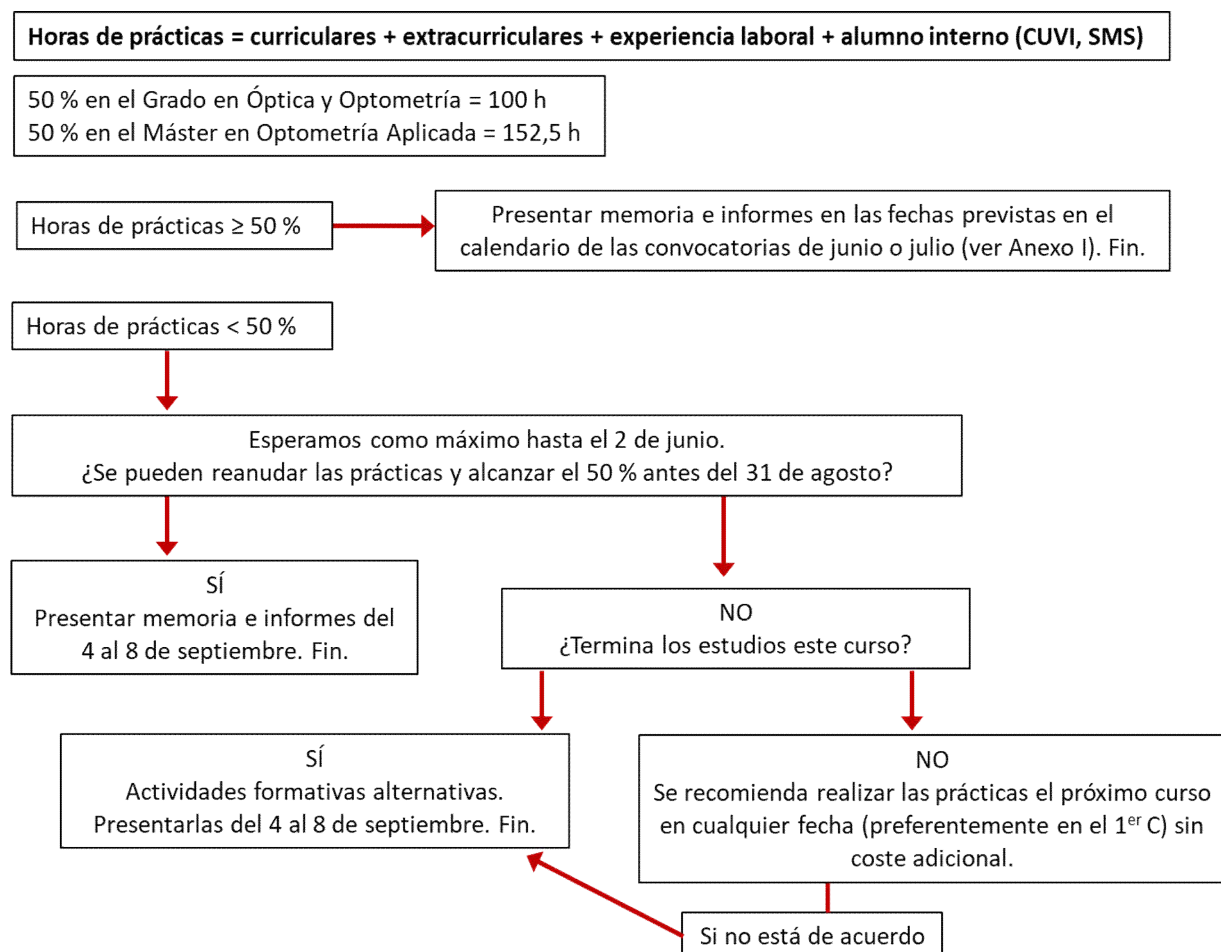 Horas de prácticas = curriculares + extracurriculares + experiencia laboral + alumno interno (CUVI, SMS)
50 % en el Grado en Óptica y Optometría = 100 h
50 % en el Máster en Optometría Aplicada = 152,5 h
Horas de prácticas ≥ 50 %
Presentar memoria e informes en las fechas previstas en el
calendario de las convocatorias de junio o julio (ver Anexo I). Fin.
Horas de prácticas < 50 %
Esperamos como máximo hasta el 2 de junio.
¿Se pueden reanudar las prácticas y alcanzar el 50 % antes del 31 de agosto?
SÍ
Presentar memoria e informes del
4 al 8 de septiembre. Fin.
NO
¿Termina los estudios este curso?
SÍ
Actividades formativas alternativas.
Presentarlas del 4 al 8 de septiembre. Fin.
NO
Se recomienda realizar las prácticas el próximo curso
en cualquier fecha (preferentemente en el 1er C) sin
coste adicional.
Si no está de acuerdo